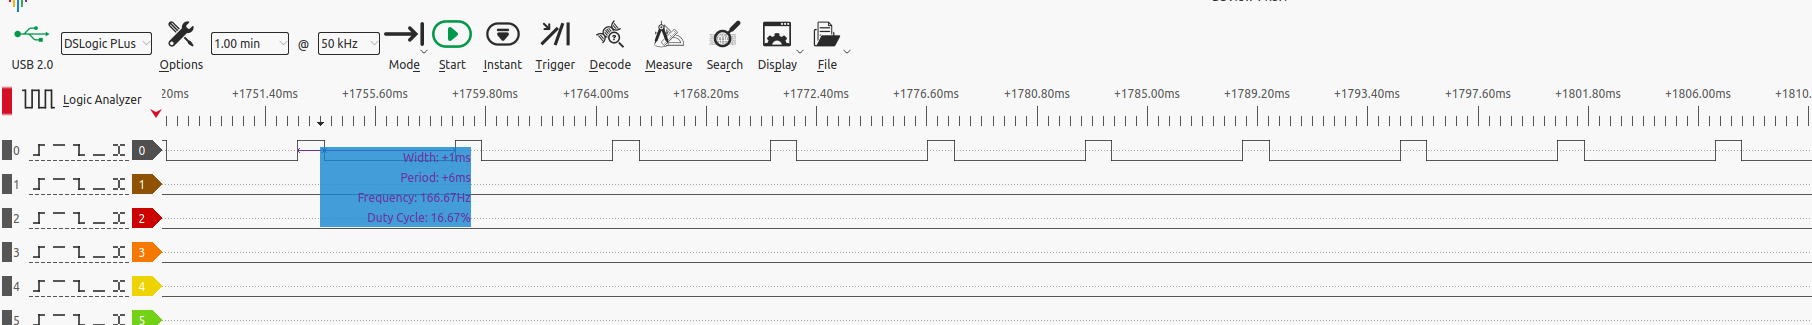 DSLogic PLus 1.00 min @ 50 kHz
USB 2.0 Options Mode Start Instant Trigger Decode Measure Search Display File
Logic Analyzer 20ms +1751.40ms +1755.60ms +1759.80ms +1764.00ms +1768.20ms +1772.40ms +1776.60ms +1780.80ms +1785.00ms +1789.20ms +1793.40ms +1797.60ms +1801.80ms +1806.00ms +1810.
0 0
Width: +1ms
Period: +6ms
1 1
Frequency: 166.67Hz
Duty Cycle: 16.67%
2 2
3 3
4 4
5 5